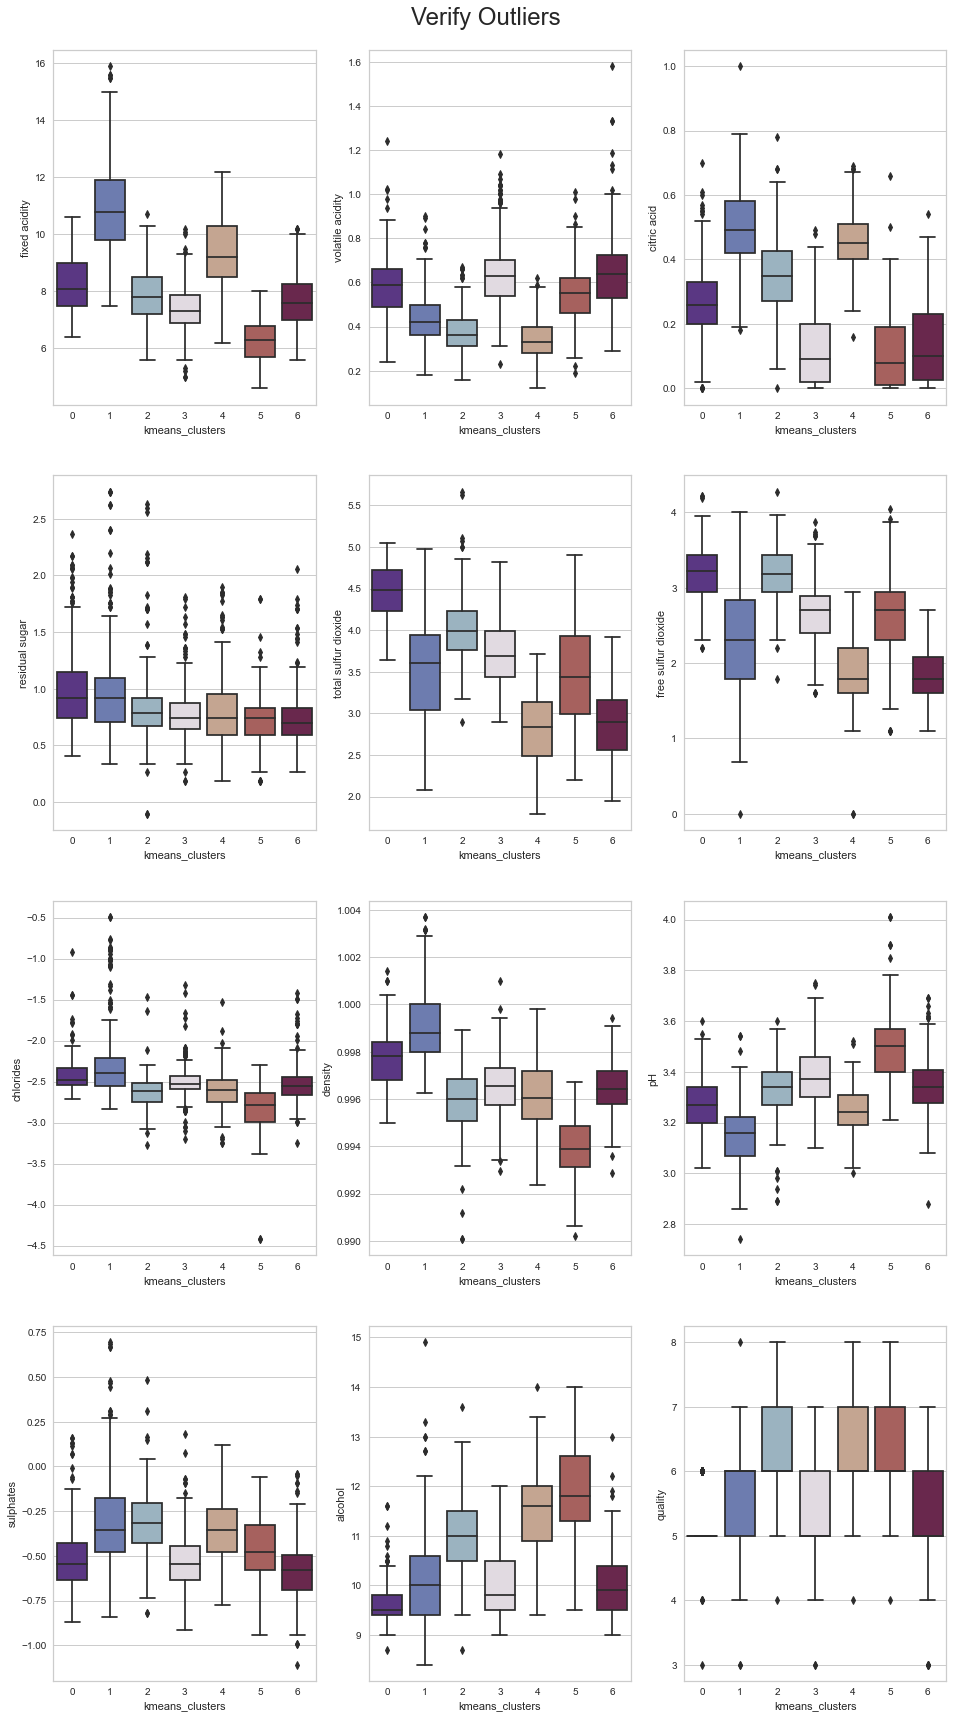 Verify Outliers
16
14
12
10
8
6
fixed acidity
0 1 2 3 4 5 6
kmeans_clusters
1.6
1.4
1.2
1.0
0.8
0.6
0.4
0.2
volatile acidity
0 1 2 3 4 5 6
kmeans_clusters
1.0
0.8
0.6
0.4
0.2
0.0
citric acid
0 1 2 3 4 5 6
kmeans_clusters
2.5
2.0
1.5
1.0
0.5
0.0
residual sugar
0 1 2 3 4 5 6
kmeans_clusters
5.5
5.0
4.5
4.0
3.5
3.0
2.5
2.0
total sulfur dioxide
0 1 2 3 4 5 6
kmeans_clusters
4
3
2
1
0
free sulfur dioxide
0 1 2 3 4 5 6
kmeans_clusters
−0.5
−1.0
−1.5
−2.0
−2.5
−3.0
−3.5
−4.0
−4.5
chlorides
0 1 2 3 4 5 6
kmeans_clusters
1.004
1.002
1.000
0.998
0.996
0.994
0.992
0.990
density
0 1 2 3 4 5 6
kmeans_clusters
4.0
3.8
3.6
3.4
3.2
3.0
2.8
pH
0 1 2 3 4 5 6
kmeans_clusters
0.75
0.50
0.25
0.00
−0.25
−0.50
−0.75
−1.00
sulphates
0 1 2 3 4 5 6
kmeans_clusters
15
14
13
12
11
10
9
alcohol
0 1 2 3 4 5 6
kmeans_clusters
8
7
6
5
4
3
quality
0 1 2 3 4 5 6
kmeans_clusters